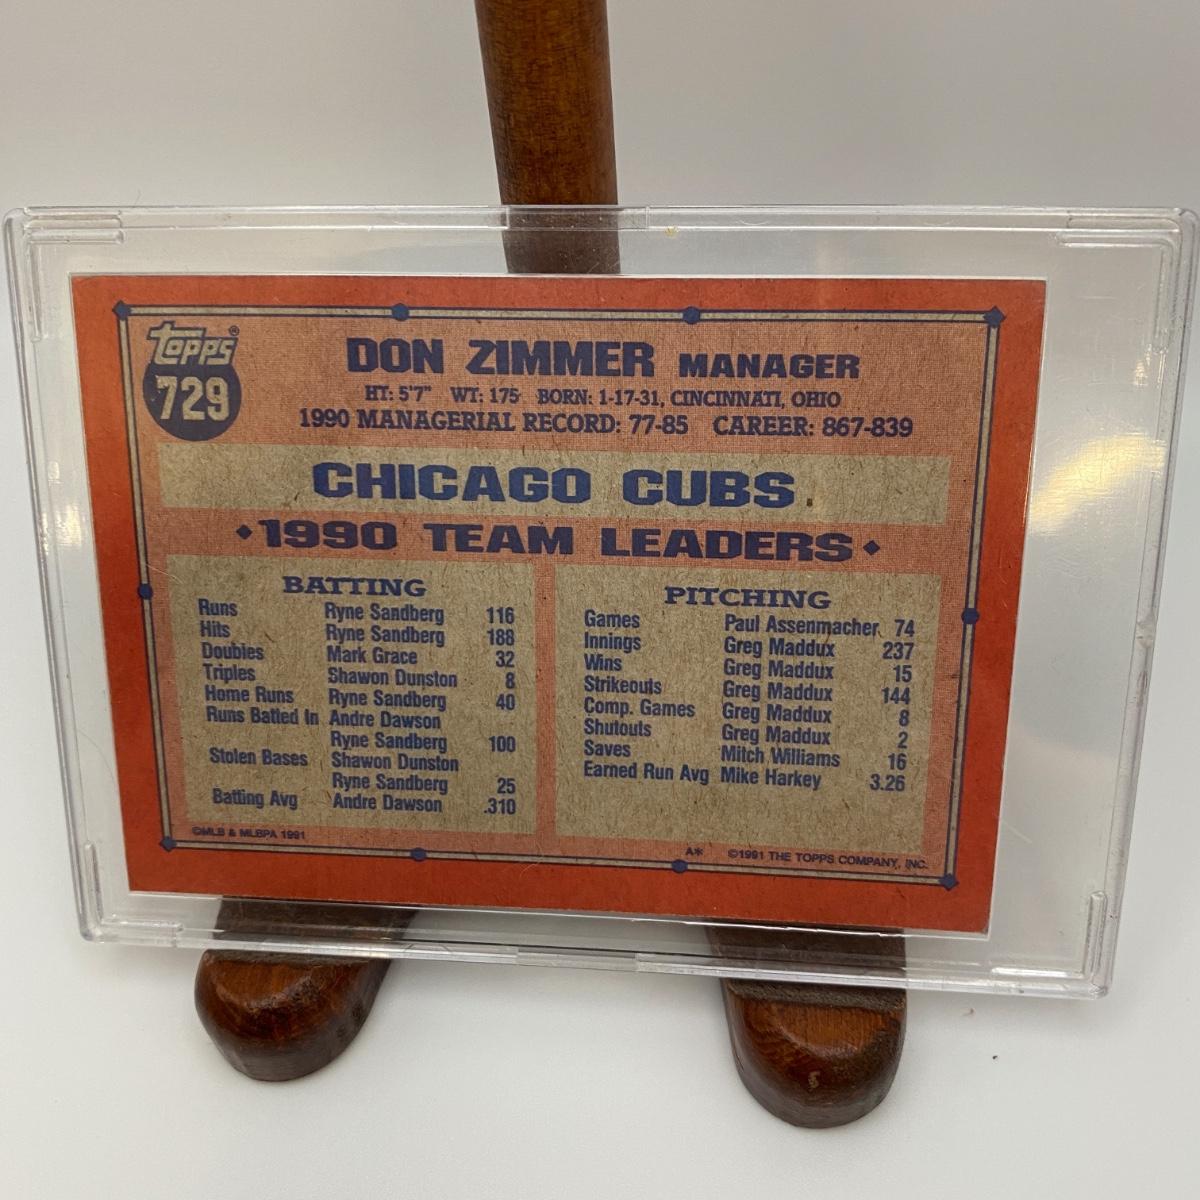 topps®
729
DON ZIMMER MANAGER
HT: 5'7" WT: 175 BORN: 1-17-31, CINCINNATI, OHIO
1990 MANAGERIAL RECORD: 77-85 CAREER: 867-839
CHICAGO CUBS
1990 TEAM LEADERS
BATTING
Runs Ryne Sandberg 116
Hits Ryne Sandberg 188
Doubles Mark Grace 32
Triples Shawon Dunston 8
Home Runs Ryne Sandberg 40
Runs Batted In Andre Dawson
Ryne Sandberg 100
Stolen Bases Shawon Dunston
Ryne Sandberg 25
Batting Avg Andre Dawson .310
PITCHING
Games Paul Assenmacher 74
Innings Greg Maddux 237
Wins Greg Maddux 15
Strikeouts Greg Maddux 144
Comp. Games Greg Maddux 8
Shutouts Greg Maddux 2
Saves Mitch Williams 16
Earned Run Avg Mike Harkey 3.26
©MLB & MLBPA 1991
A* ©1991 THE TOPPS COMPANY, INC.